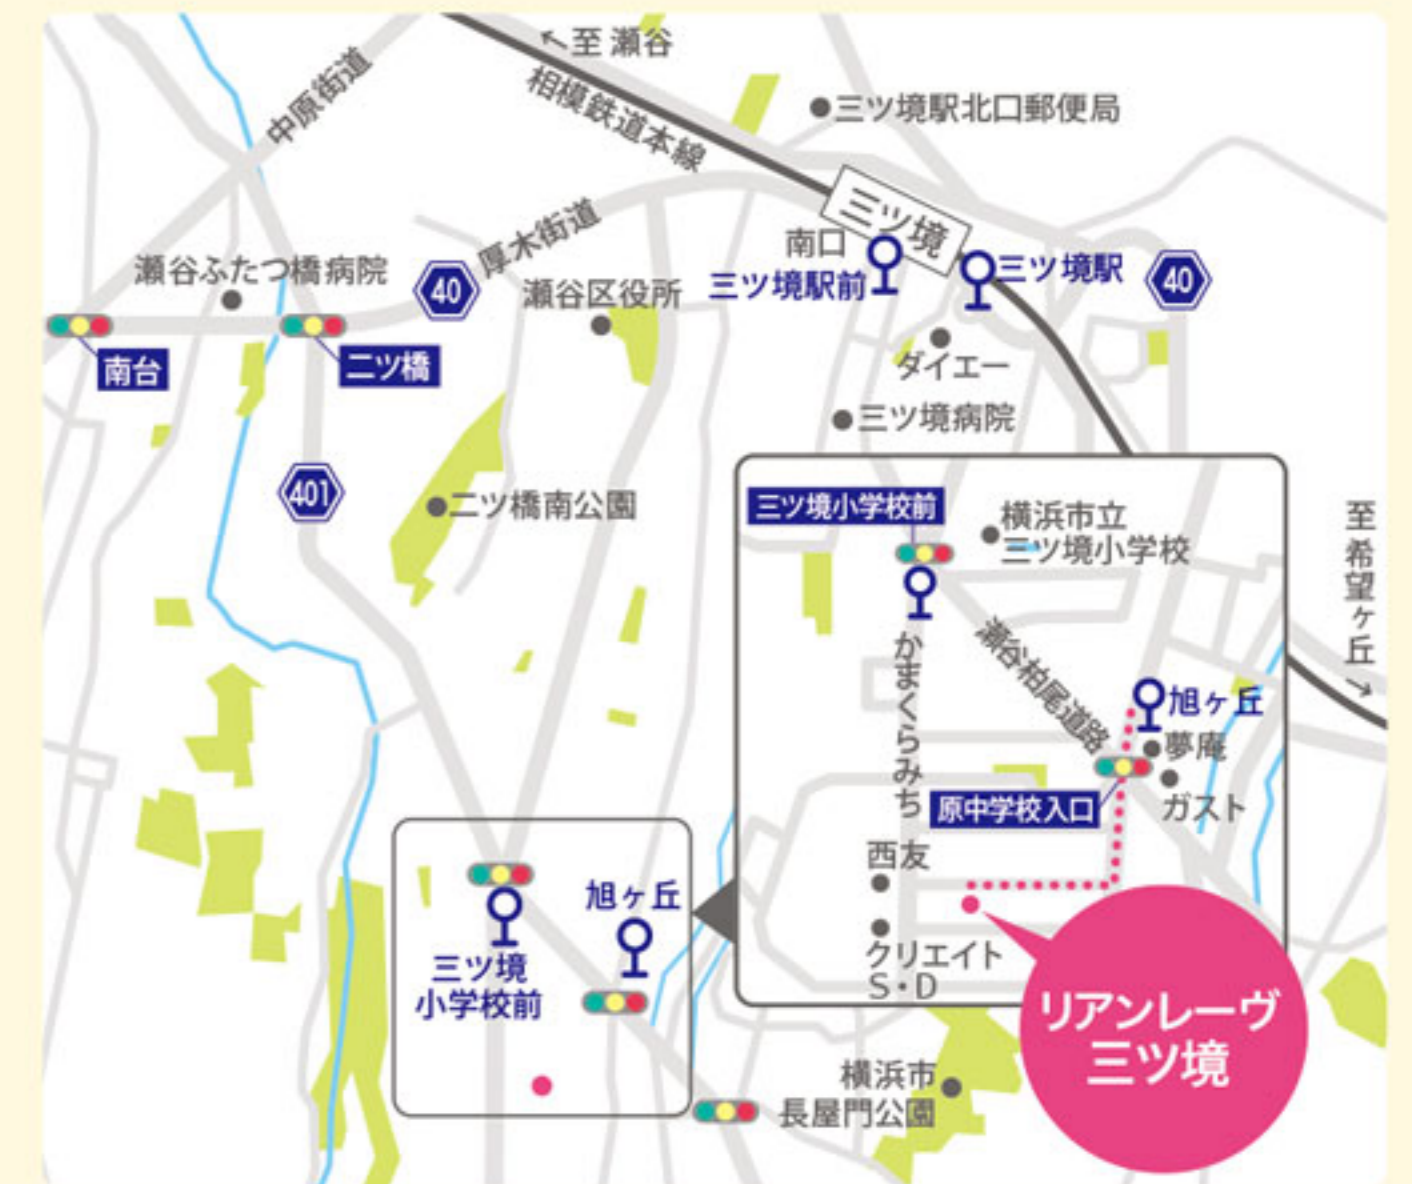 ←至 瀬谷
中原街道
相模鉄道本線
三ツ境駅北口郵便局
三ツ境
厚木街道
南口
三ツ境駅前
三ツ境駅
40
瀬谷ふたつ橋病院
40
瀬谷区役所
南台
二ツ橋
ダイエー
三ツ境病院
401
二ツ橋南公園
三ツ境小学校前
横浜市立
三ツ境小学校
至 希望ヶ丘→
かまくらみち
瀬谷柏尾道路
旭ヶ丘
夢庵
原中学校入口
ガスト
西友
クリエイト
S・D
旭ヶ丘
三ツ境
小学校前
リアンレーヴ
三ツ境
横浜市
長屋門公園